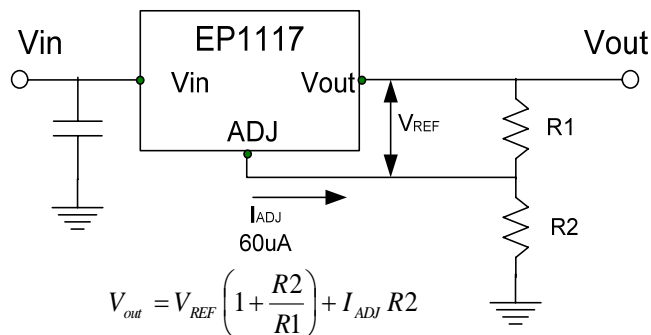 EP1117
Vin
Vout
Vin
Vout
ADJ
VREF
R1
IADJ
60uA
R2
Vout = VREF (1 + R2/R1) + IADJ R2